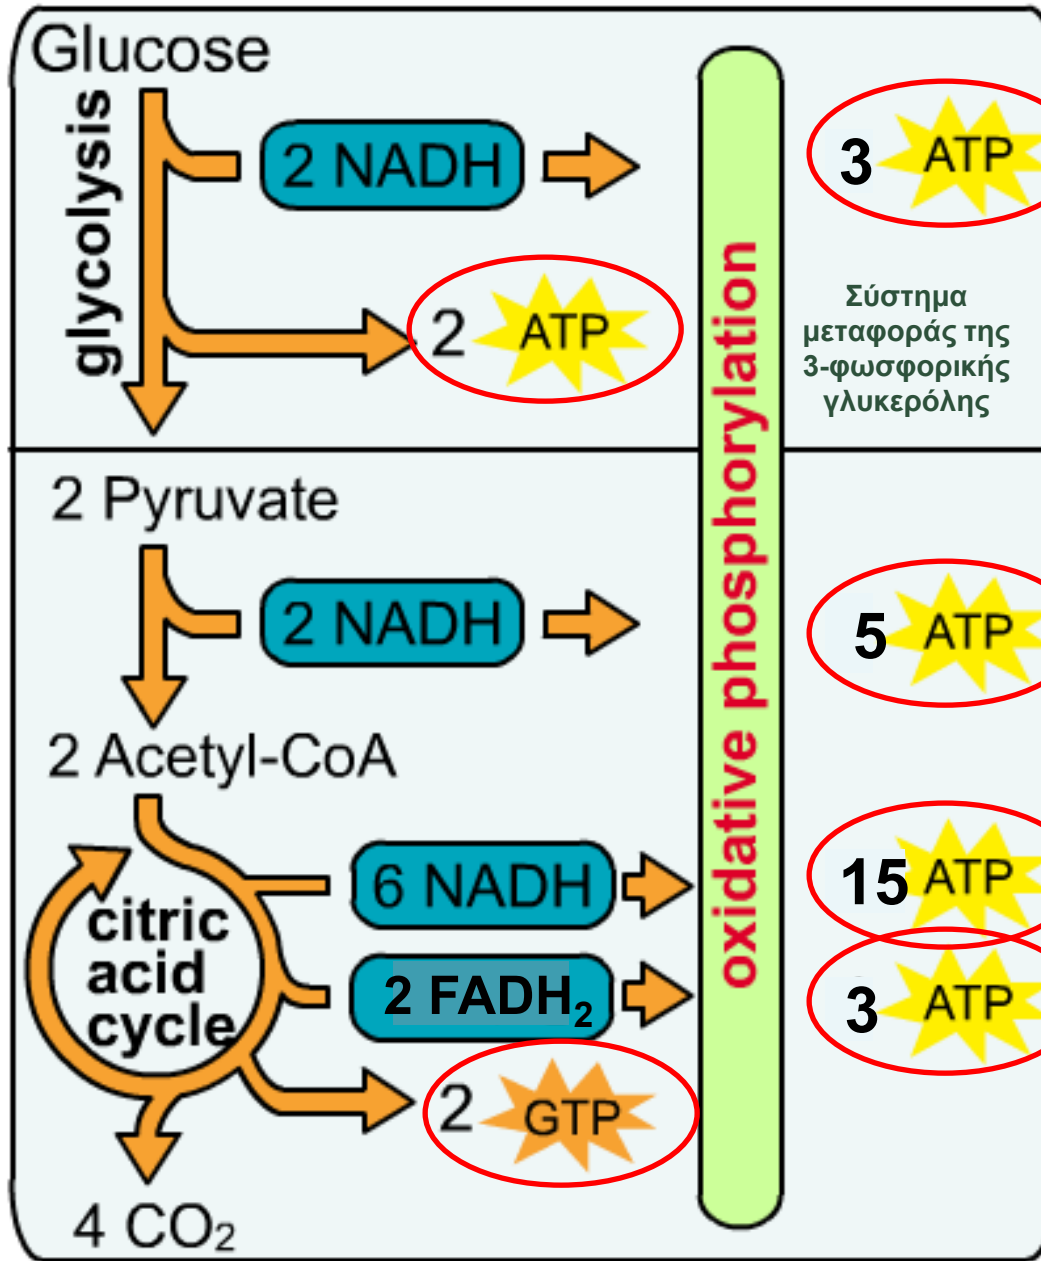 Glucose
glycolysis
2 NADH
3 ATP
2 ATP
Σύστημα
μεταφοράς της
3-φωσφορικής
γλυκερόλης
oxidative phosphorylation
2 Pyruvate
2 NADH
5 ATP
2 Acetyl-CoA
6 NADH
15 ATP
citric
acid
cycle
2 FADH₂
3 ATP
2 GTP
4 CO₂